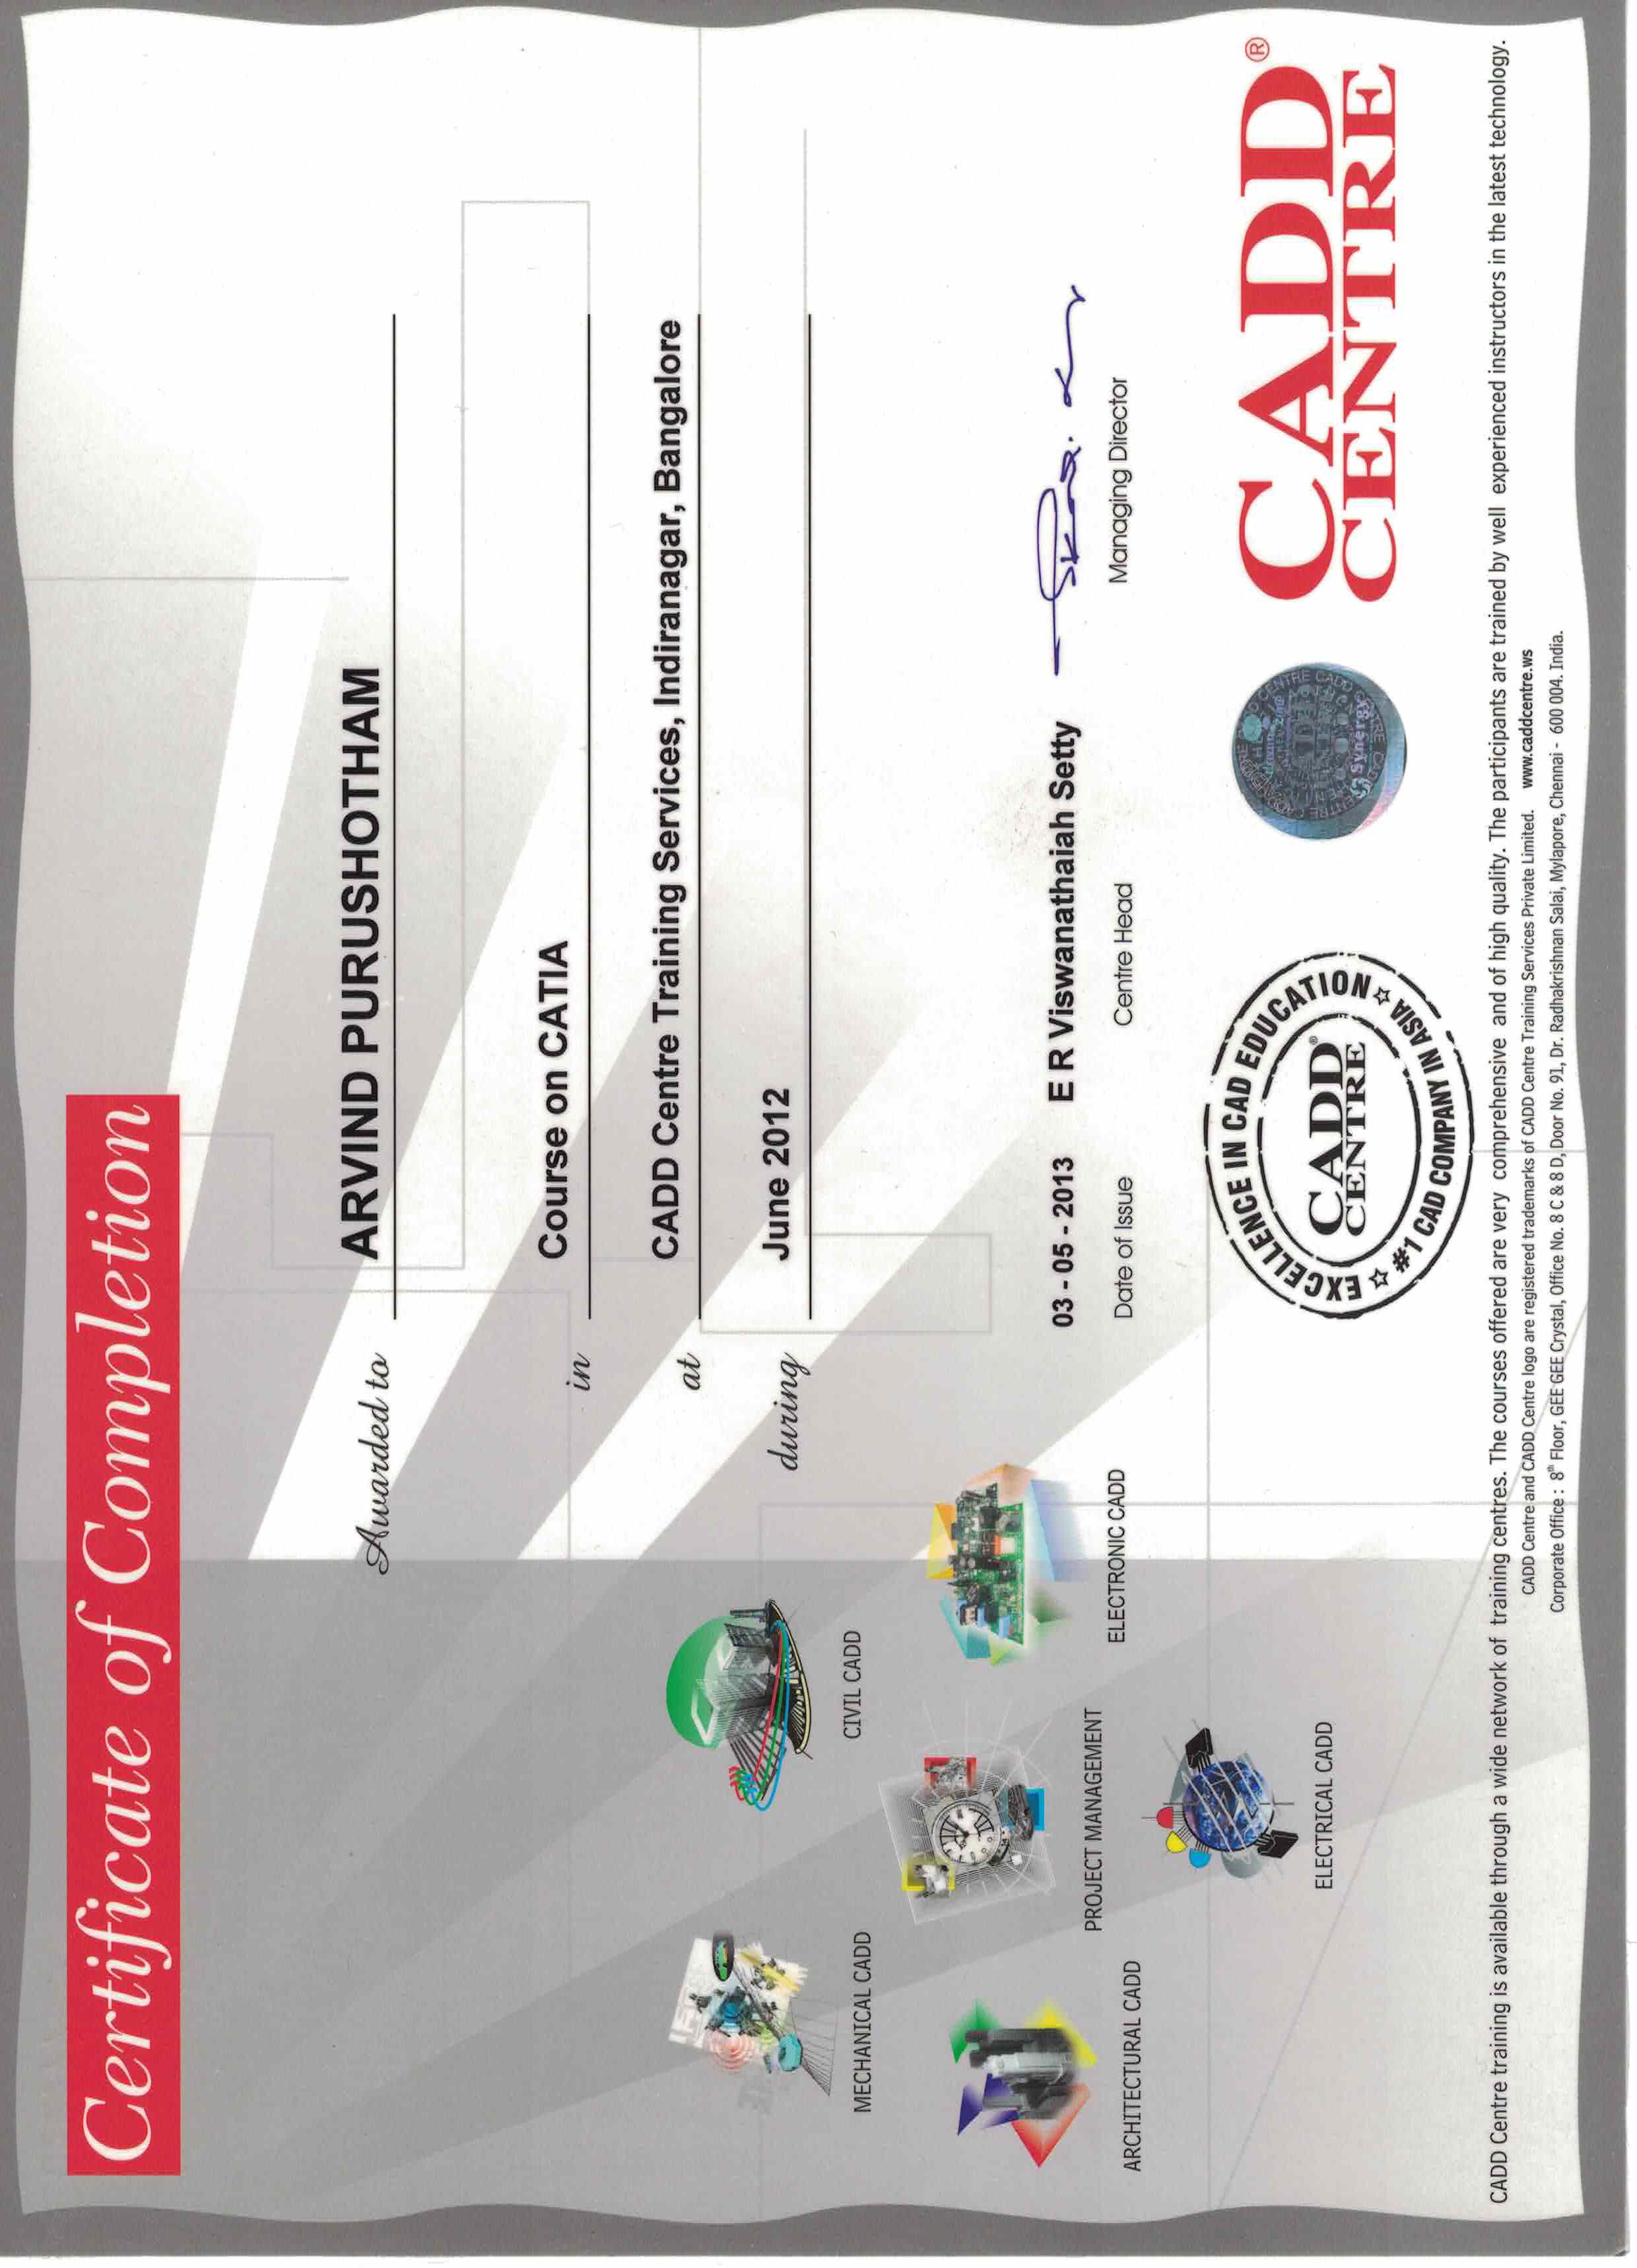 Certificate of Completion
Awarded to ARVIND PURUSHOTHAM
in Course on CATIA
at CADD Centre Training Services, Indiranagar, Bangalore
during June 2012
MECHANICAL CADD
CIVIL CADD
ARCHITECTURAL CADD
PROJECT MANAGEMENT
ELECTRONIC CADD
ELECTRICAL CADD
03 - 05 - 2013 E R Viswanathaiah Setty
Date of Issue Centre Head Managing Director
EXCELLENCE IN CAD EDUCATION
CADD®
CENTRE
☆ #1 CAD COMPANY IN ASIA ☆
Synergy
CADD®
CENTRE
CADD Centre training is available through a wide network of training centres. The courses offered are very comprehensive and of high quality. The participants are trained by well experienced instructors in the latest technology.
CADD Centre and CADD Centre logo are registered trademarks of CADD Centre Training Services Private Limited. www.caddcentre.ws
Corporate Office : 8th Floor, GEE GEE Crystal, Office No. 8 C & 8 D, Door No. 91, Dr. Radhakrishnan Salai, Mylapore, Chennai - 600 004. India.